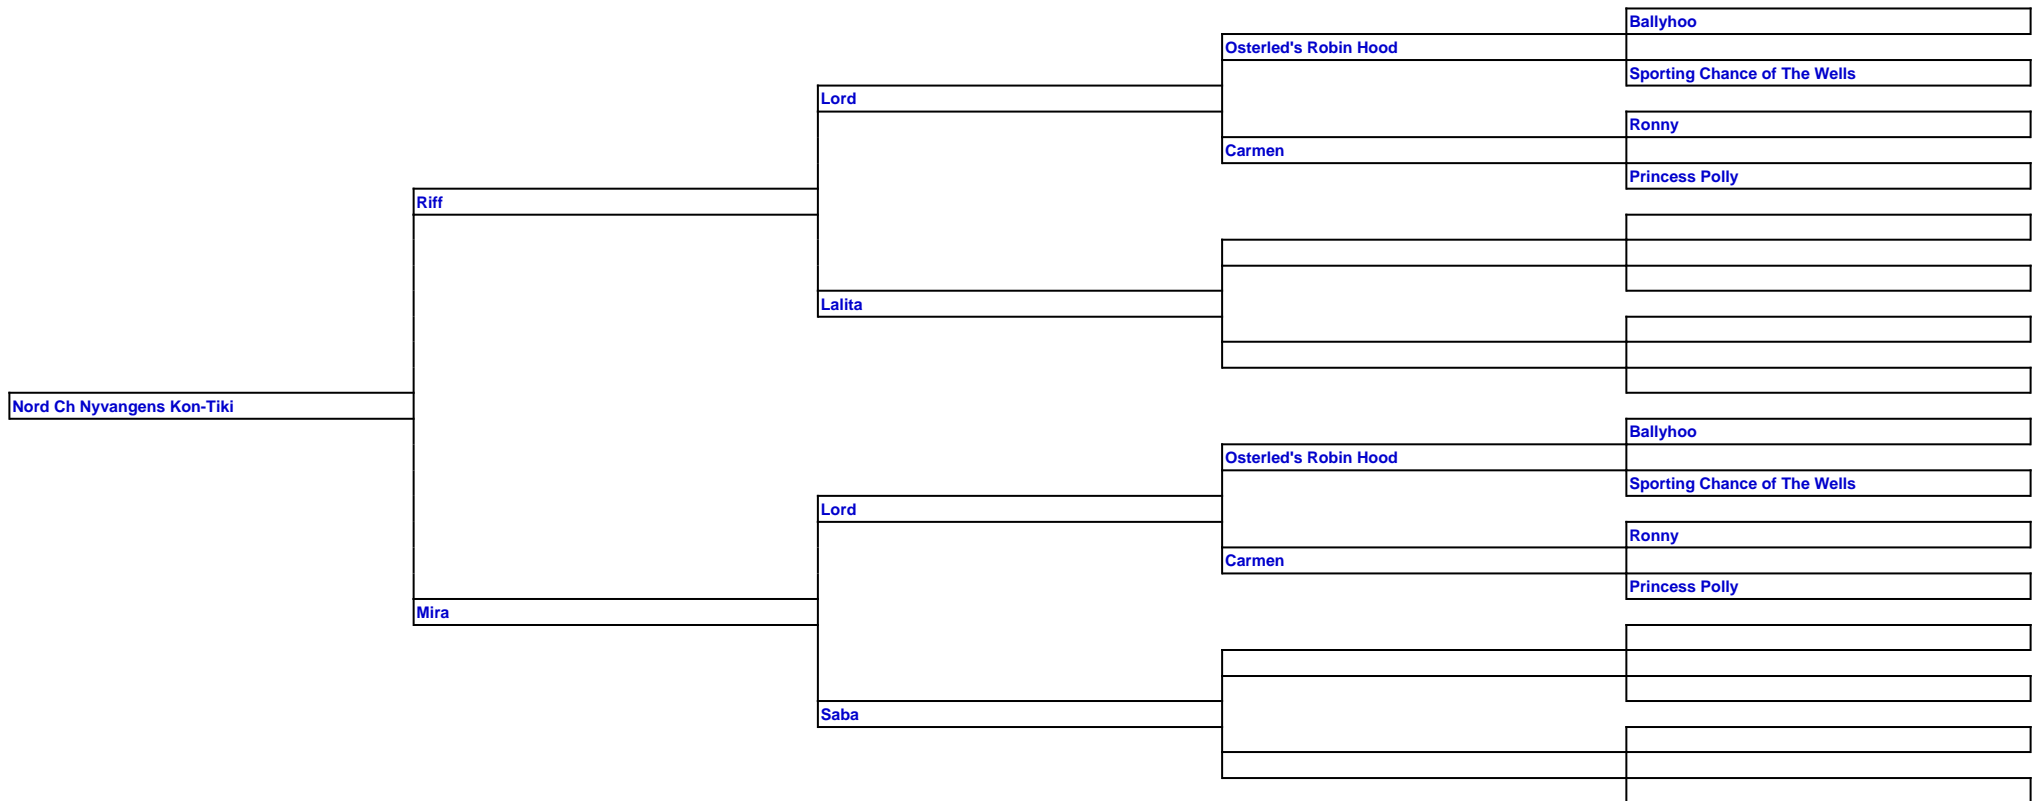 Ballyhoo
Osterled's Robin Hood
Sporting Chance of The Wells
Lord
Ronny
Carmen
Princess Polly
Riff
Lalita
Nord Ch Nyvangens Kon-Tiki
Ballyhoo
Osterled's Robin Hood
Sporting Chance of The Wells
Lord
Ronny
Carmen
Princess Polly
Mira
Saba